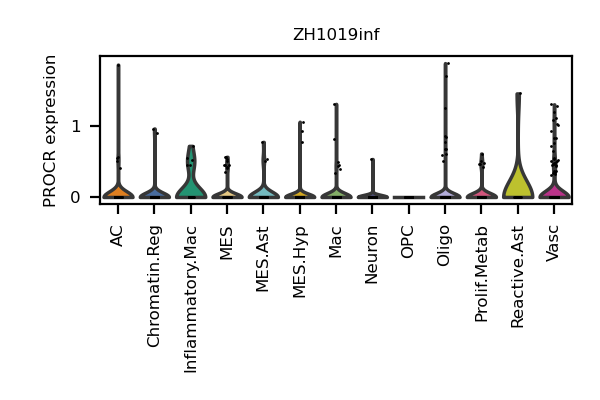 ZH1019inf
PROCR expression
1
0
AC
Chromatin.Reg
Inflammatory.Mac
MES
MES.Ast
MES.Hyp
Mac
Neuron
OPC
Oligo
Prolif.Metab
Reactive.Ast
Vasc